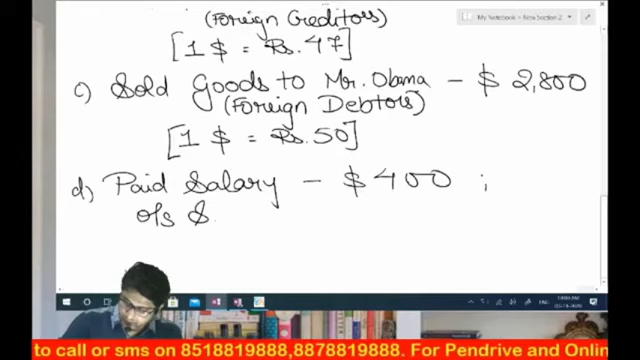 My Notebook > New Section 2
(Foreign Creditors)
[1 $ = Rs. 47]
c) Sold Goods to Mr. Obama - $ 2,800
(Foreign Debtors)
[1 $ = Rs. 50]
d) Paid Salary - $ 400 ;
o/s $
ENG
to call or sms on 8518819888,8878819888. For Pendrive and Onlin